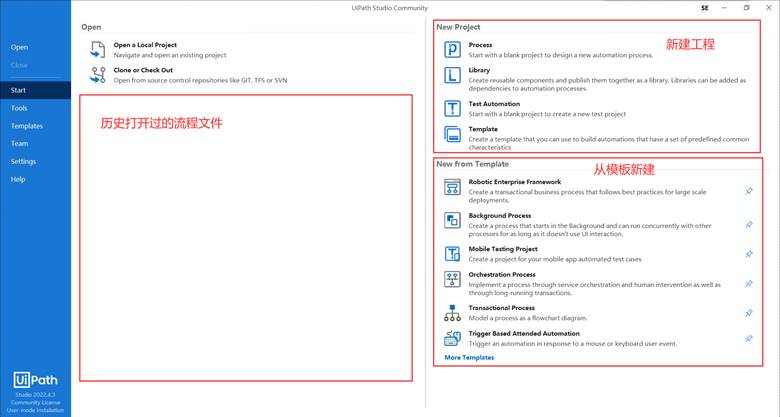 UiPath Studio Community
SE
Open
Close
Start
Tools
Templates
Team
Settings
Help
UiPath
Studio 2022.4.3
Community License
User-mode Installation
Open
Open a Local Project
Navigate and open an existing project
Clone or Check Out
Open from source control repositories like GIT, TFS or SVN
历史打开过的流程文件
New Project
新建工程
Process
Start with a blank project to design a new automation process.
Library
Create reusable components and publish them together as a library. Libraries can be added as
dependencies to automation processes.
Test Automation
Start with a blank project to create a new test project
Template
Create a template that you can use to build automations that have a set of predefined common
characteristics
New from Template
从模板新建
Robotic Enterprise Framework
Create a transactional business process that follows best practices for large scale
deployments.
Background Process
Create a process that starts in the Background and can run concurrently with other
processes for as long as it doesn't use UI interaction.
Mobile Testing Project
Create a project for your mobile app automated test cases
Orchestration Process
Implement a process through service orchestration and human intervention as well as
through long-running transactions.
Transactional Process
Model a process as a flowchart diagram.
Trigger Based Attended Automation
Trigger an automation in response to a mouse or keyboard user event.
More Templates